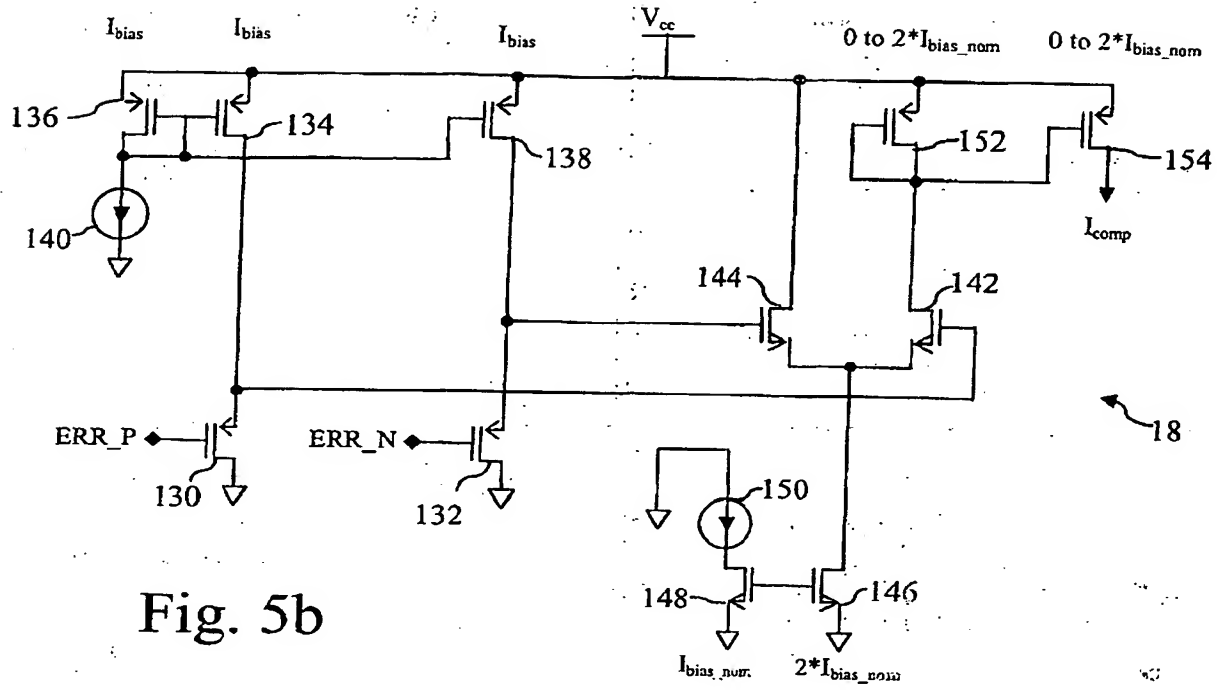 V_cc
I_bias
I_bias
I_bias
0 to 2*I_bias_nom
0 to 2*I_bias_nom
136
134
138
152
154
140
I_comp
144
142
ERR_P
ERR_N
18
130
132
150
148
146
Fig. 5b
I_bias_nom
2*I_bias_nom